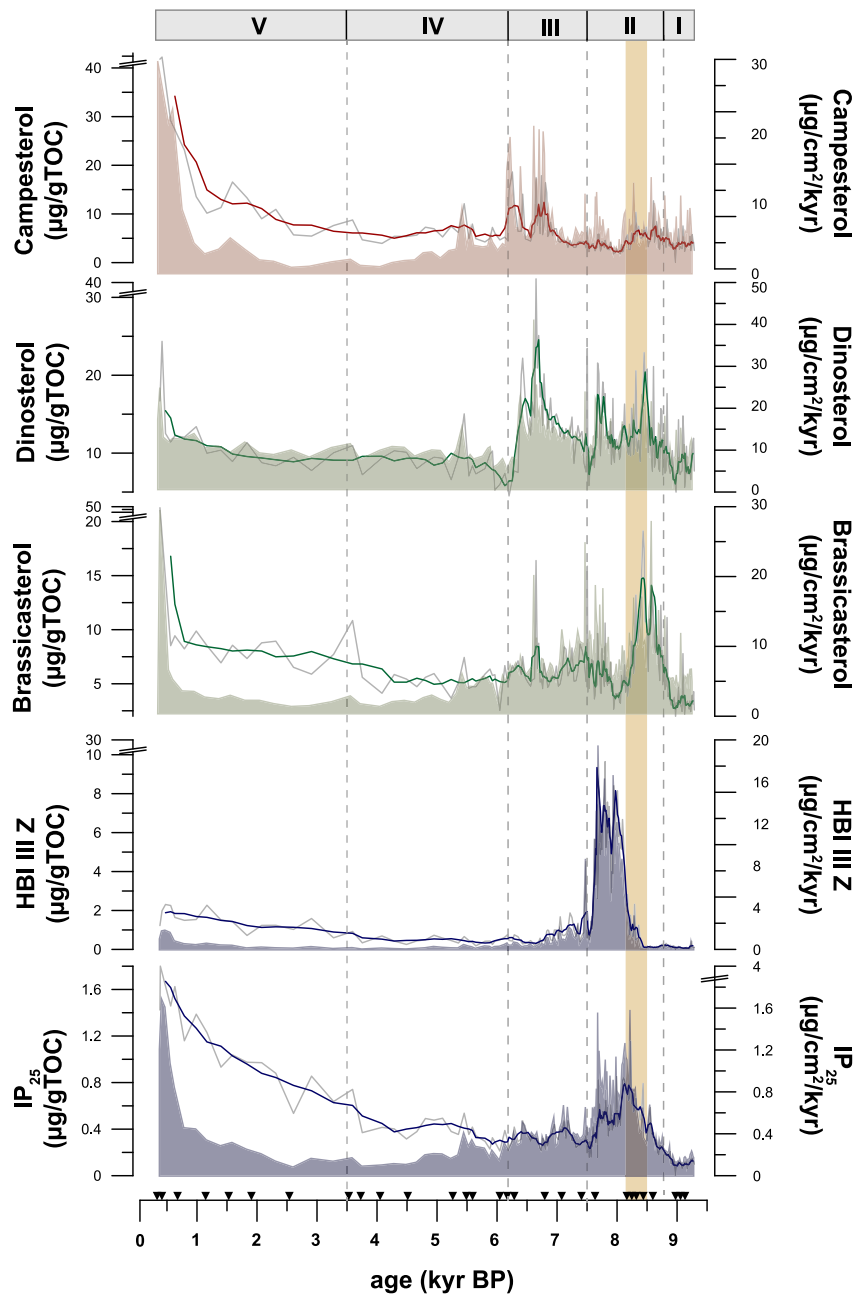 V IV III II I
40
30
20
10
0
Campesterol
(µg/gTOC)
30
20
10
0
Campesterol
(µg/cm²/kyr)
40
30
20
10
Dinosterol
(µg/gTOC)
50
40
30
20
10
0
Dinosterol
(µg/cm²/kyr)
50
20
15
10
5
Brassicasterol
(µg/gTOC)
30
20
10
0
Brassicasterol
(µg/cm²/kyr)
30
10
8
6
4
2
0
HBI III Z
(µg/gTOC)
20
16
12
8
4
0
HBI III Z
(µg/cm²/kyr)
1.6
1.2
0.8
0.4
0
IP₂₅
(µg/gTOC)
4
2
1.6
1.2
0.8
0.4
0
IP₂₅
(µg/cm²/kyr)
0 1 2 3 4 5 6 7 8 9
age (kyr BP)